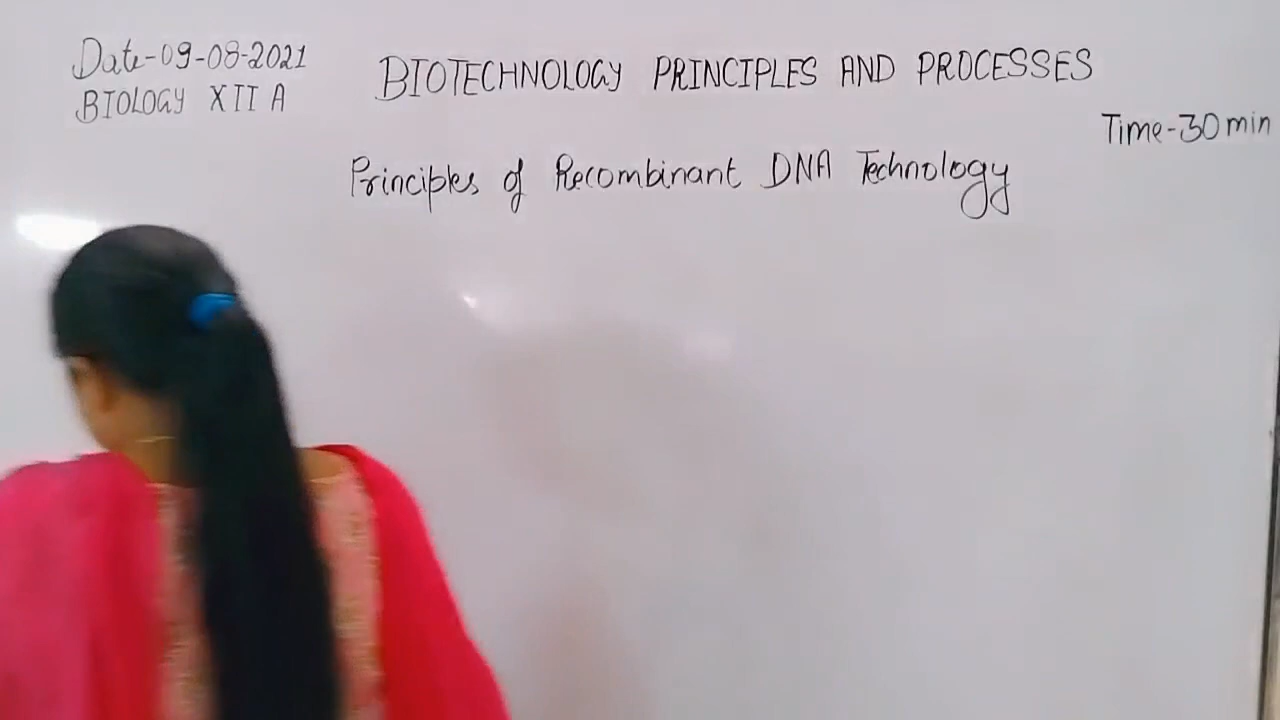 Date-09-08-2021
BIOLOGY XII A
BIOTECHNOLOGY PRINCIPLES AND PROCESSES
Time-30 min
Principles of Recombinant DNA Technology